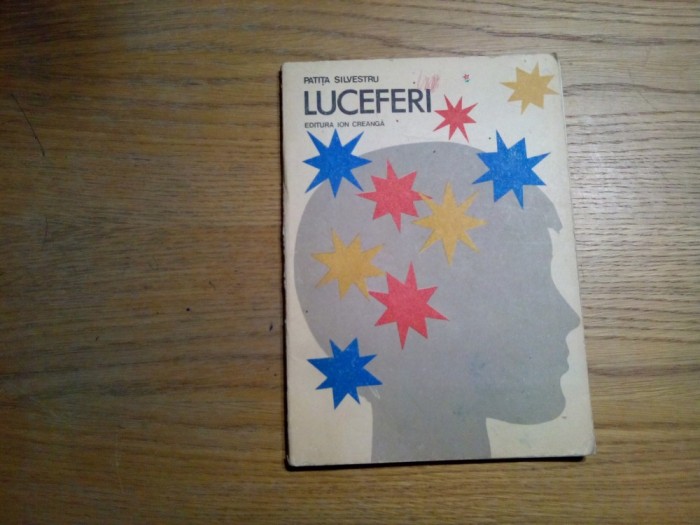 PATIȚA SILVESTRU
LUCEFERI
EDITURA ION CREANGĂ